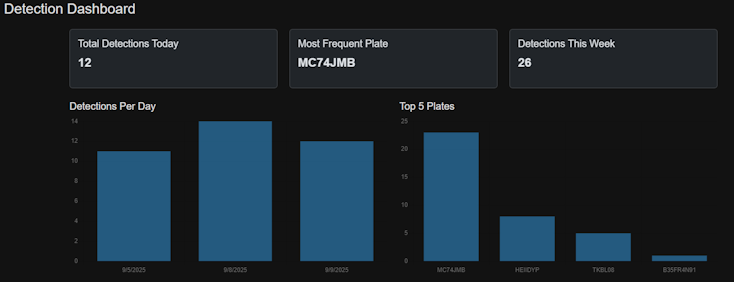 Detection Dashboard
Total Detections Today
12
Most Frequent Plate
MC74JMB
Detections This Week
26
Detections Per Day
14
12
10
8
6
4
2
0
9/5/2025
9/8/2025
9/9/2025
Top 5 Plates
25
20
15
10
5
0
MC74JMB
HEIIDYP
TKBL08
B35FR4N81